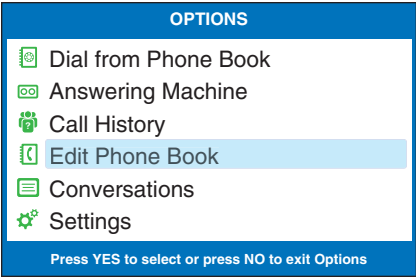 OPTIONS
Dial from Phone Book
Answering Machine
Call History
Edit Phone Book
Conversations
Settings
Press YES to select or press NO to exit Options